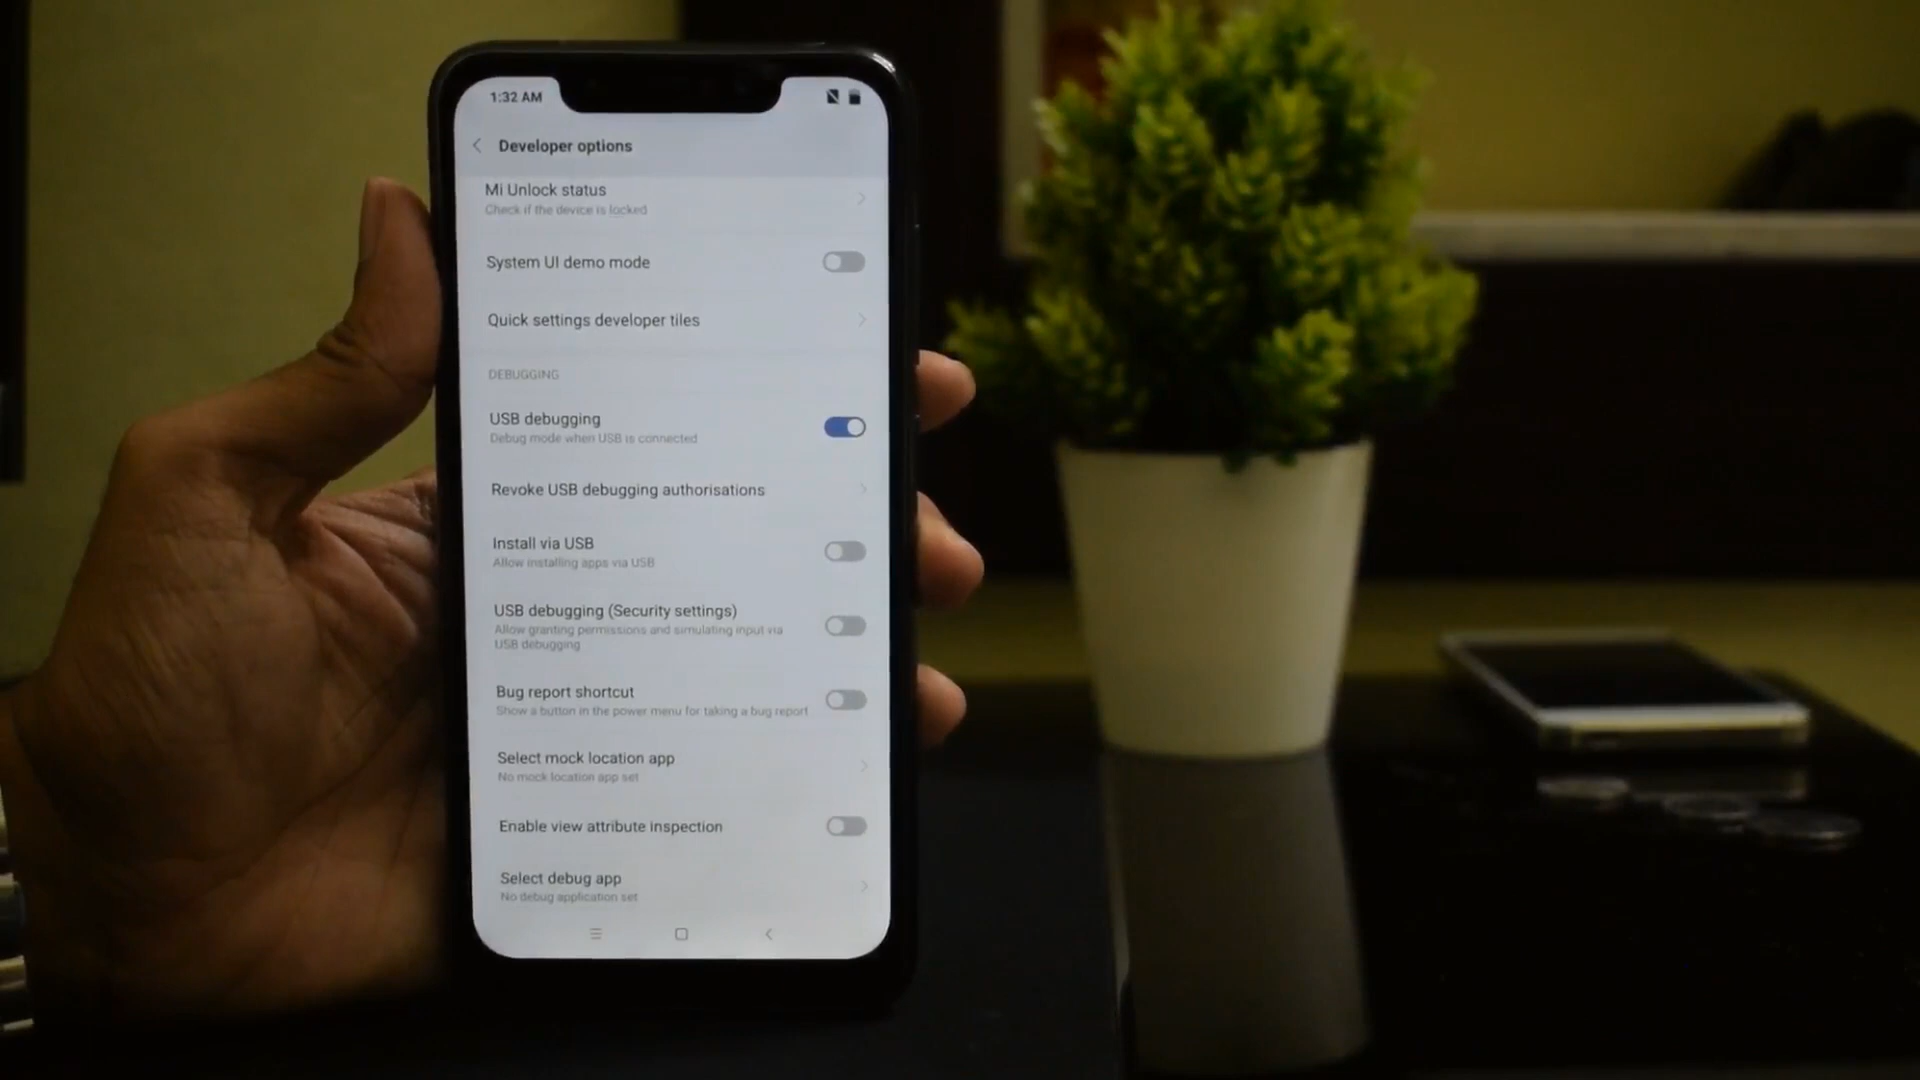 1:32 AM
Developer options
Mi Unlock status
Check if the device is locked
System UI demo mode
Quick settings developer tiles
DEBUGGING
USB debugging
Debug mode when USB is connected
Revoke USB debugging authorisations
Install via USB
Allow installing apps via USB
USB debugging (Security settings)
Allow granting permissions and simulating input via
USB debugging
Bug report shortcut
Show a button in the power menu for taking a bug report
Select mock location app
No mock location app set
Enable view attribute inspection
Select debug app
No debug application set